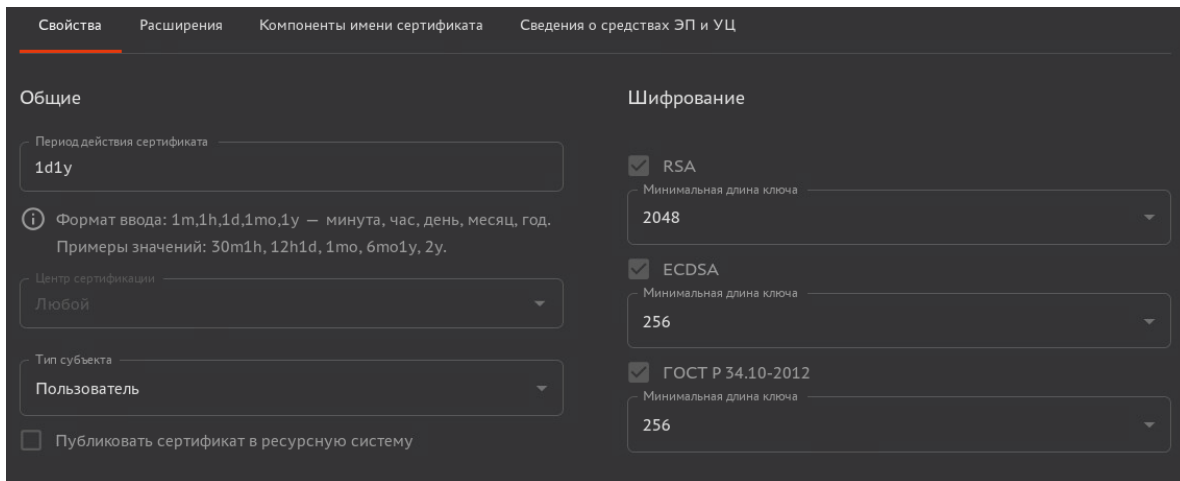 Свойства Расширения Компоненты имени сертификата Сведения о средствах ЭП и УЦ
Общие
Период действия сертификата
1d1y
Формат ввода: 1m,1h,1d,1mo,1y — минута, час, день, месяц, год.
Примеры значений: 30m1h, 12h1d, 1mo, 6mo1y, 2y.
Центр сертификации
Любой
Тип субъекта
Пользователь
Публиковать сертификат в ресурсную систему
Шифрование
RSA
Минимальная длина ключа
2048
ECDSA
Минимальная длина ключа
256
ГОСТ Р 34.10-2012
Минимальная длина ключа
256